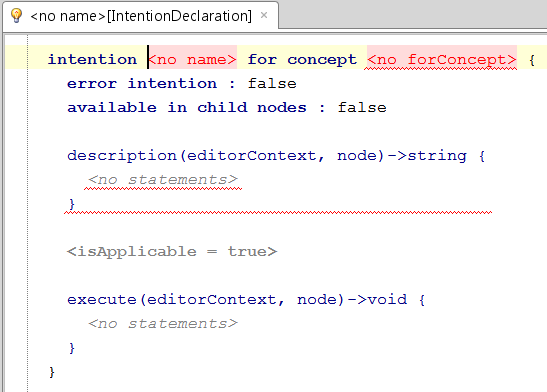 <no name>[IntentionDeclaration] ×
intention <no name> for concept <no forConcept> {
error intention : false
available in child nodes : false
description(editorContext, node)->string {
<no statements>
}
<isApplicable = true>
execute(editorContext, node)->void {
<no statements>
}
}